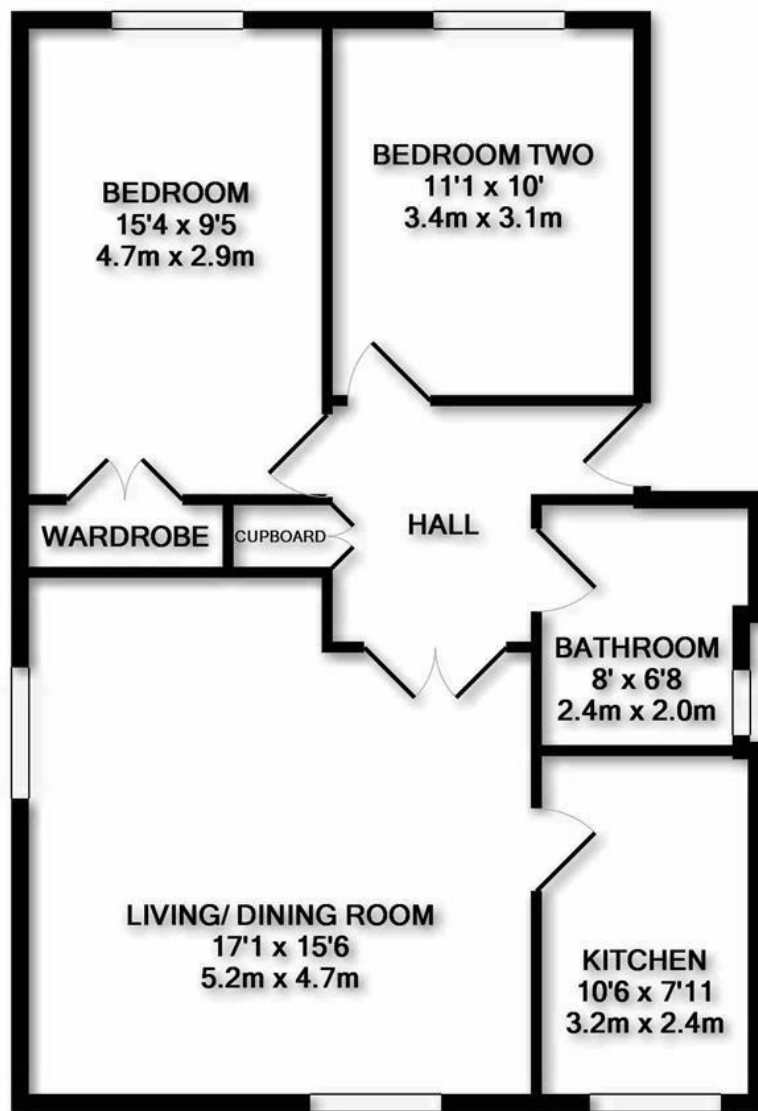 BEDROOM
15'4 x 9'5
4.7m x 2.9m
BEDROOM TWO
11'1 x 10'
3.4m x 3.1m
WARDROBE
CUPBOARD
HALL
BATHROOM
8' x 6'8
2.4m x 2.0m
LIVING/ DINING ROOM
17'1 x 15'6
5.2m x 4.7m
KITCHEN
10'6 x 7'11
3.2m x 2.4m